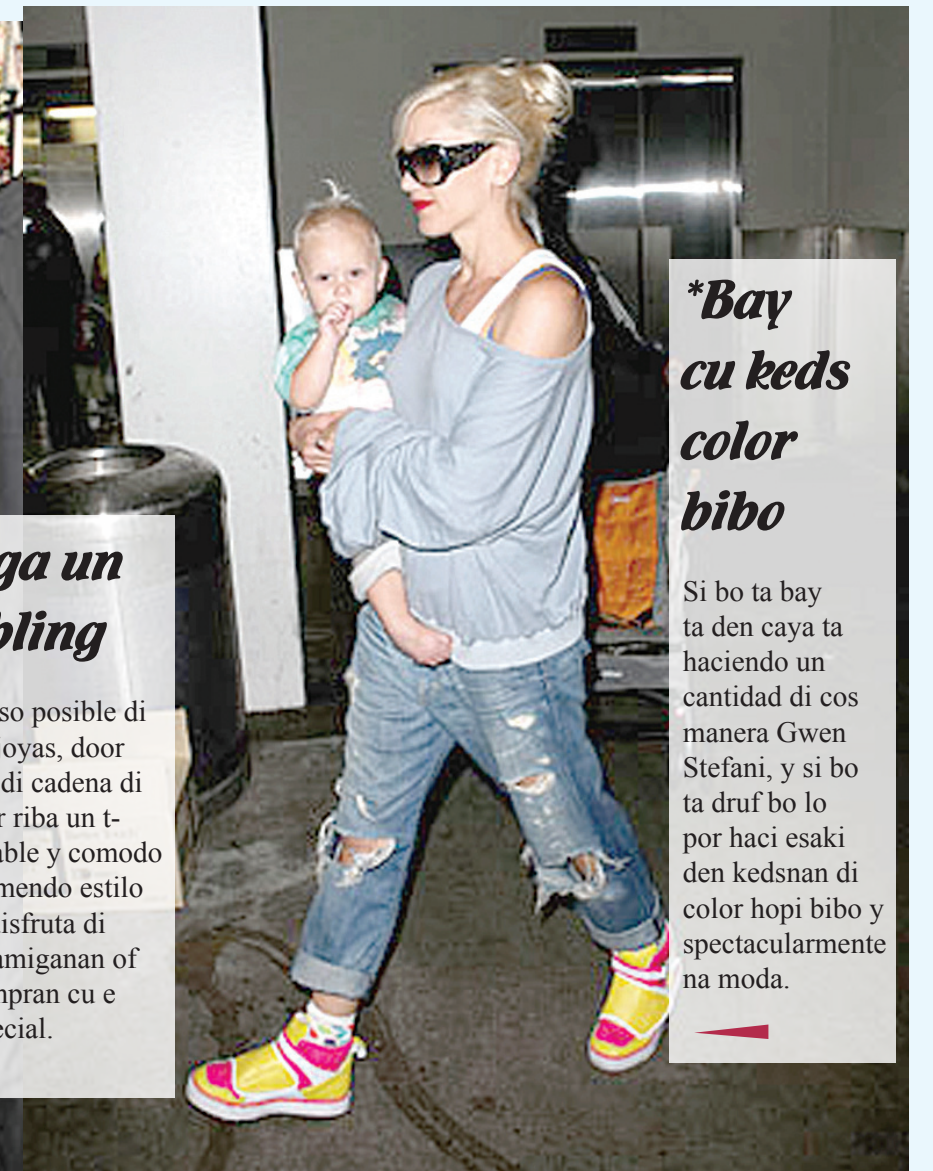 ga un
bling
so posible di
joyas, door
di cadena di
r riba un t-
able y comodo
mendo estilo
isfruta di
amiganan of
mpran cu e
ecial.
*Bay
cu keds
color
bibo
Si bo ta bay
ta den caya ta
haciendo un
cantidad di cos
manera Gwen
Stefani, y si bo
ta druf bo lo
por haci esaki
den kedsnan di
color hopi bibo y
spectacularmente
na moda.